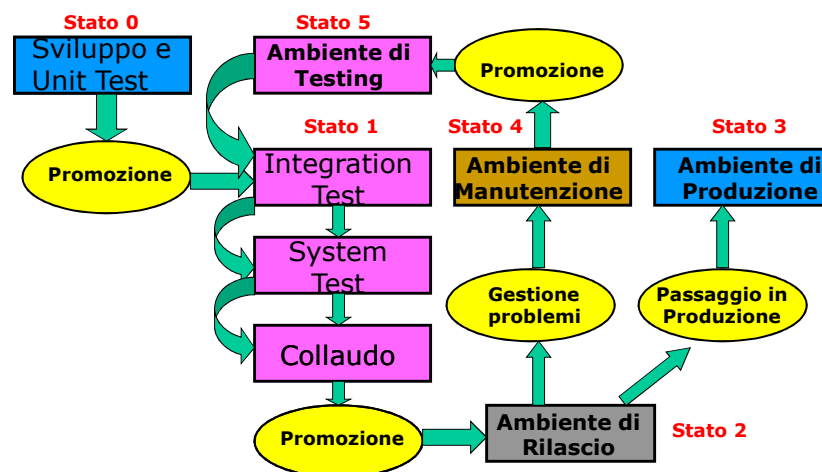 Stato 0
Sviluppo e
Unit Test
Promozione
Stato 5
Ambiente di
Testing
Promozione
Stato 1
Integration
Test
System
Test
Collaudo
Promozione
Stato 4
Ambiente di
Manutenzione
Gestione
problemi
Stato 3
Ambiente di
Produzione
Passaggio in
Produzione
Ambiente di
Rilascio
Stato 2